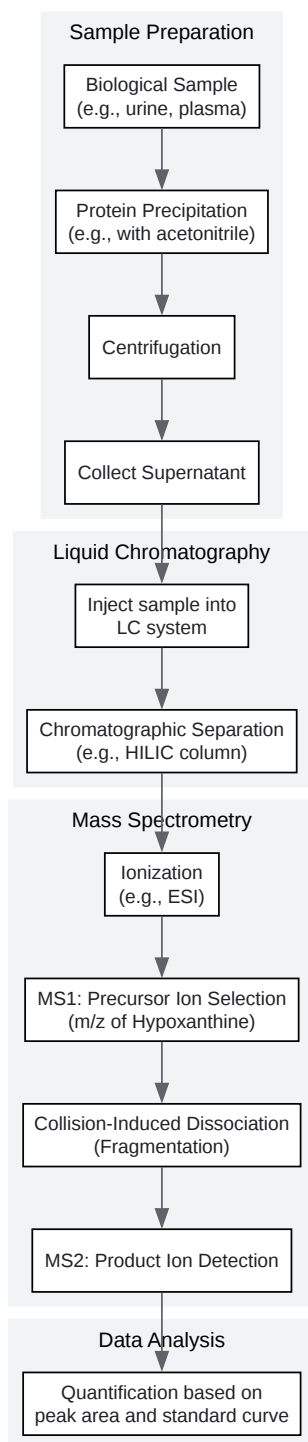 Sample Preparation
Biological Sample
(e.g., urine, plasma)
Protein Precipitation
(e.g., with acetonitrile)
Centrifugation
Collect Supernatant
Liquid Chromatography
Inject sample into
LC system
Chromatographic Separation
(e.g., HILIC column)
Mass Spectrometry
Ionization
(e.g., ESI)
MS1: Precursor Ion Selection
(m/z of Hypoxanthine)
Collision-Induced Dissociation
(Fragmentation)
MS2: Product Ion Detection
Data Analysis
Quantification based on
peak area and standard curve